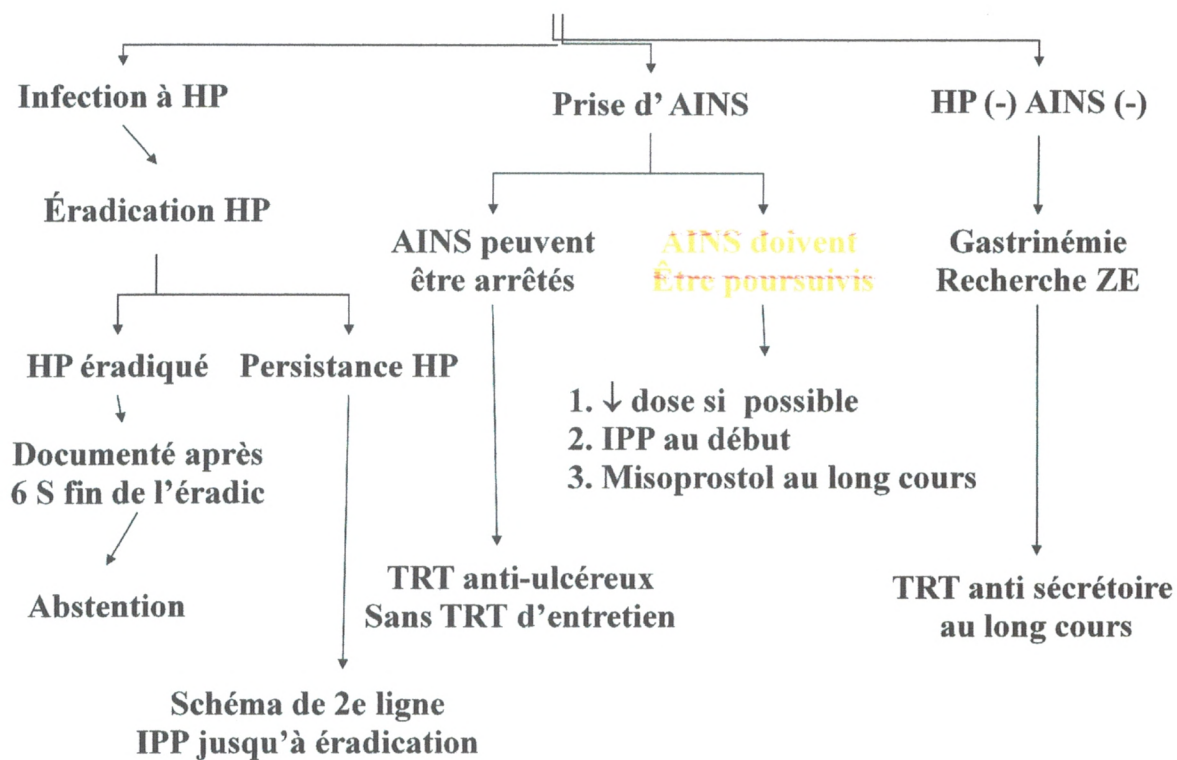 Infection à HP
Prise d' AINS
HP (-) AINS (-)
Éradication HP
AINS peuvent
être arrêtés
AINS doivent
Être poursuivis
Gastrinémie
Recherche ZE
HP éradiqué
Persistance HP
1. ↓ dose si possible
2. IPP au début
3. Misoprostol au long cours
Documenté après
6 S fin de l'éradic
Abstention
TRT anti-ulcéreux
Sans TRT d'entretien
TRT anti sécrétoire
au long cours
Schéma de 2e ligne
IPP jusqu'à éradication